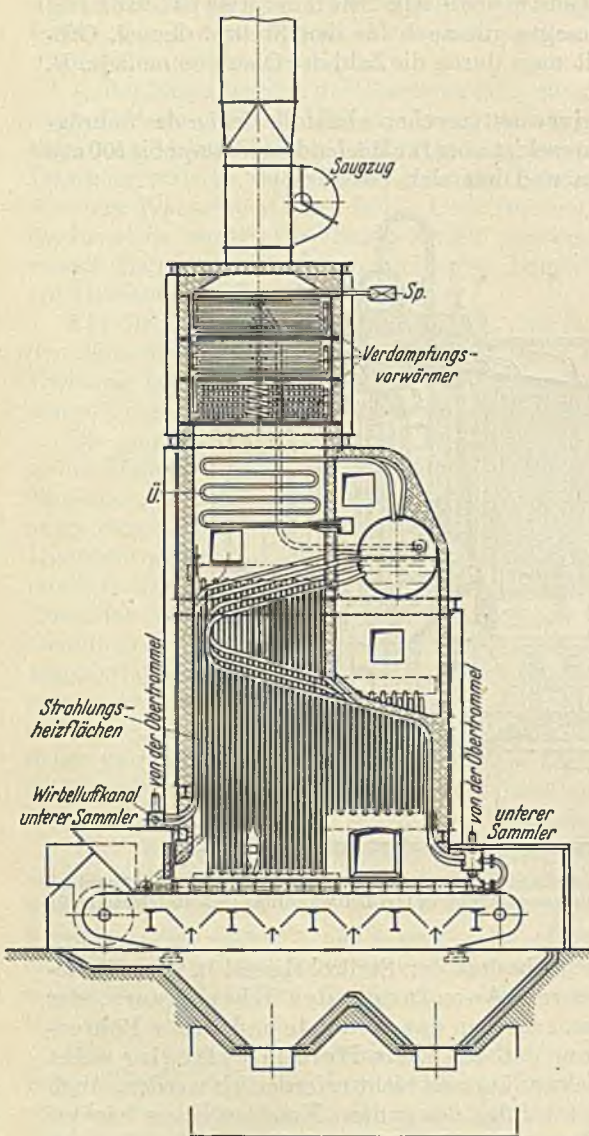 Saugzug
Sp.
Verdampfungs-
vorwärmer
Ü.
von der Obertrommel
Strahlungs-
heizflächen
Wirbelluftkanal
unterer Sammler
von der Obertrommel
unterer
Sammler